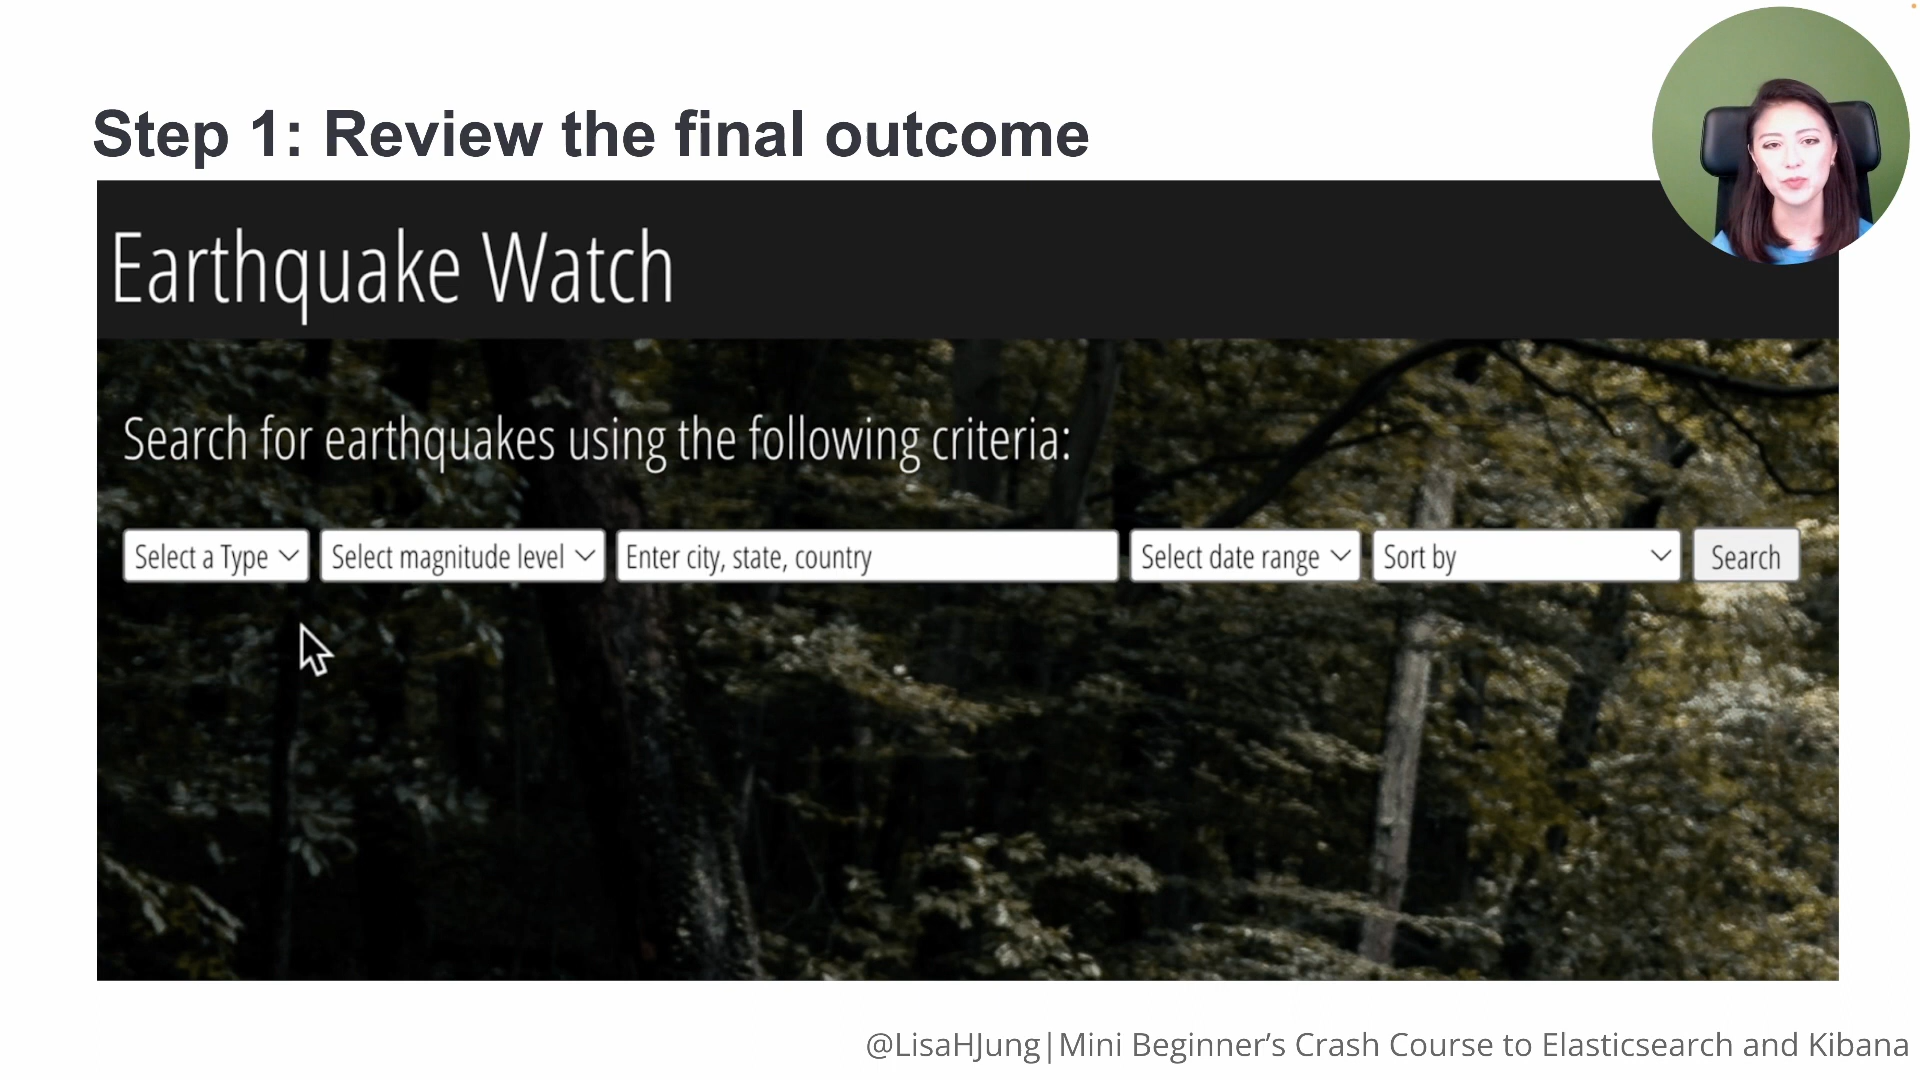 Step 1: Review the final outcome
Earthquake Watch
Search for earthquakes using the following criteria:
Select a Type Select magnitude level Enter city, state, country Select date range Sort by Search
@LisaHJung|Mini Beginner’s Crash Course to Elasticsearch and Kibana